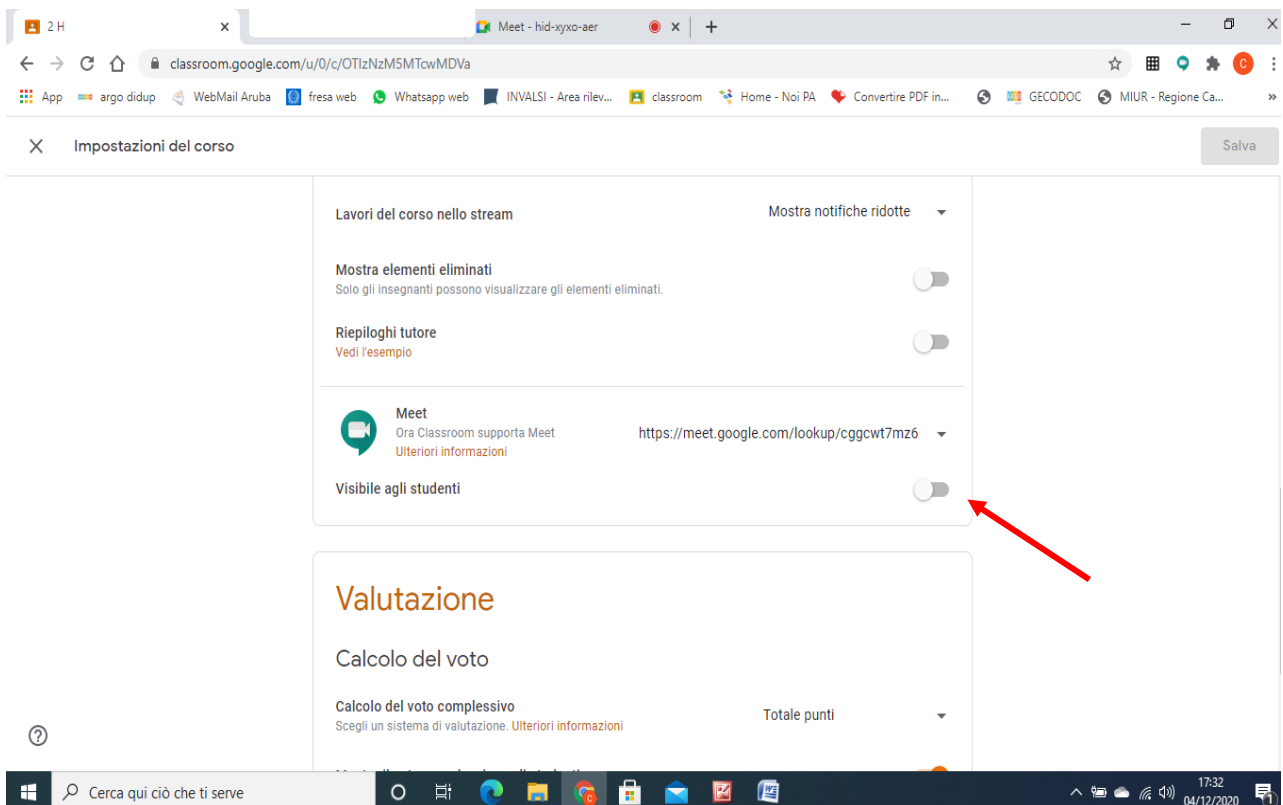 2 H
Meet - hid-xyxo-aer
classroom.google.com/u/0/c/OTIzNzM5MTcwMDVa
C
App argo didup WebMail Aruba fresa web Whatsapp web INVALSI - Area rilev... classroom Home - Noi PA Convertire PDF in... GECODOC MIUR - Regione Ca... »
Impostazioni del corso
Salva
Lavori del corso nello stream
Mostra notifiche ridotte
Mostra elementi eliminati
Solo gli insegnanti possono visualizzare gli elementi eliminati.
Riepiloghi tutore
Vedi l'esempio
Meet
Ora Classroom supporta Meet
https://meet.google.com/lookup/cggcwt7mz6
Ulteriori informazioni
Visibile agli studenti
Valutazione
Calcolo del voto
Calcolo del voto complessivo
Totale punti
Scegli un sistema di valutazione. Ulteriori informazioni
Cerca qui ciò che ti serve
17:32
04/12/2020